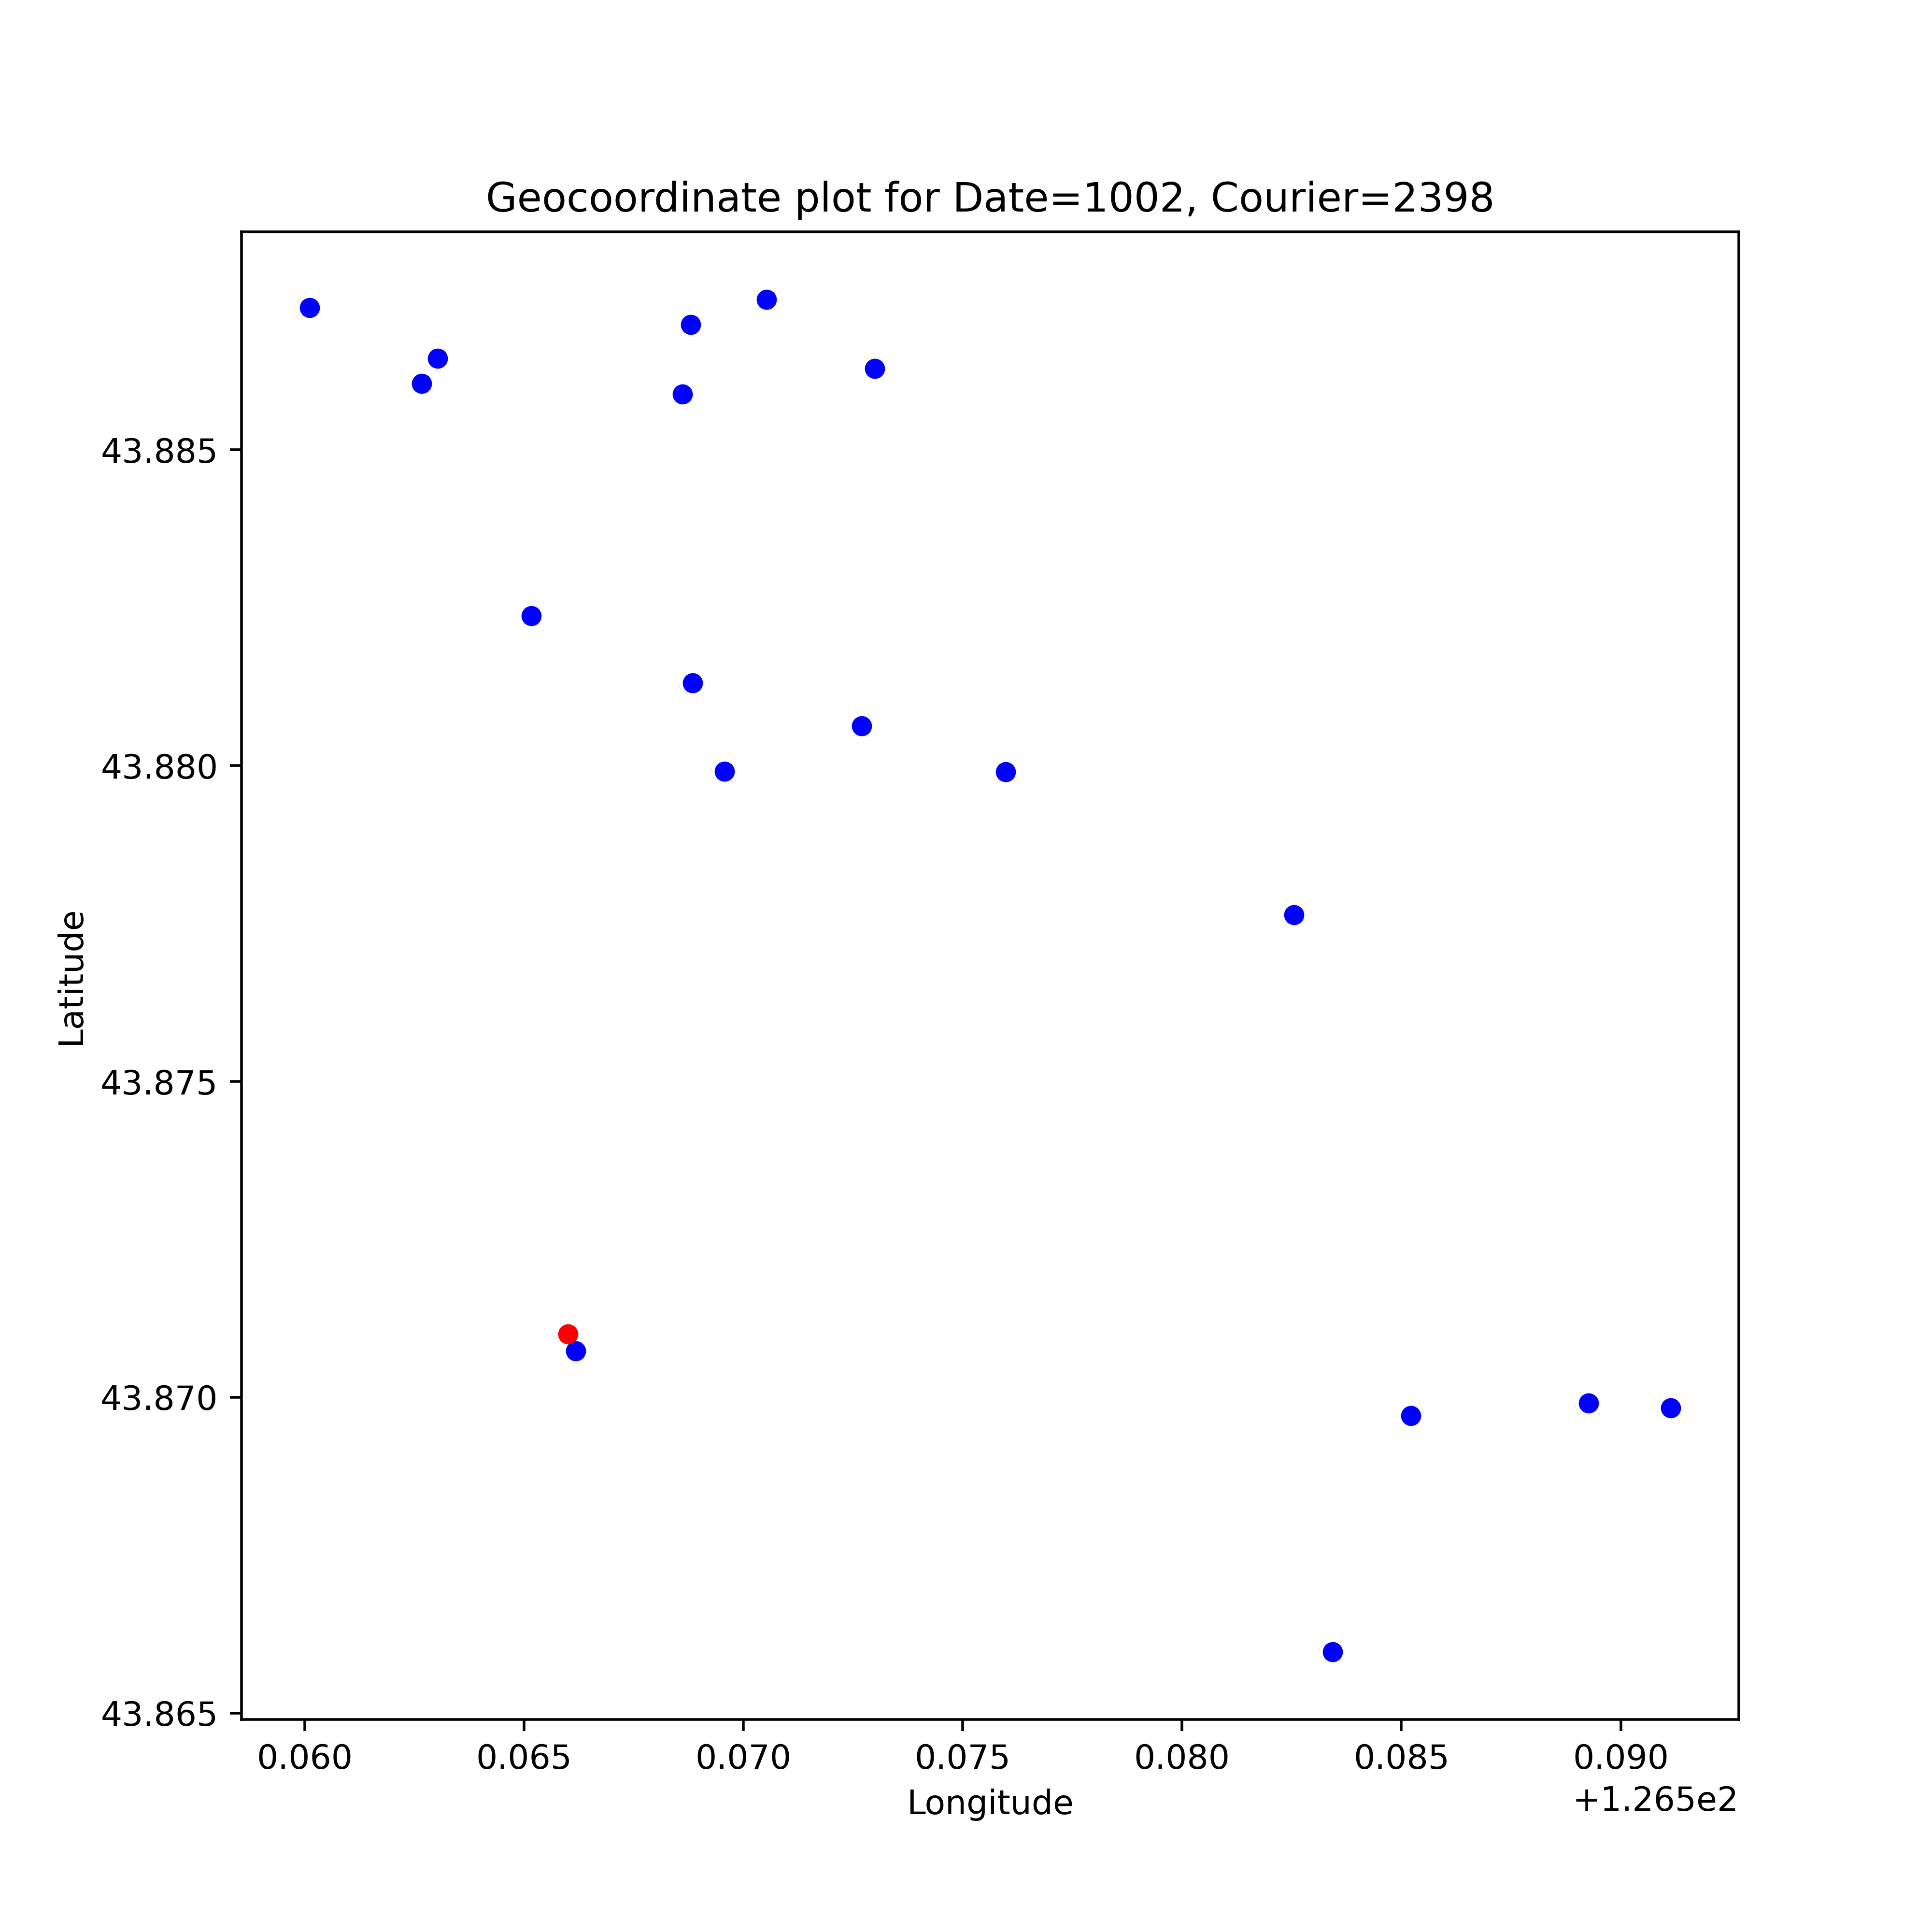 Geocoordinate plot for Date=1002, Courier=2398
43.885
43.880
43.875
43.870
43.865
Latitude
0.060 0.065 0.070 0.075 0.080 0.085 0.090
Longitude
+1.265e2